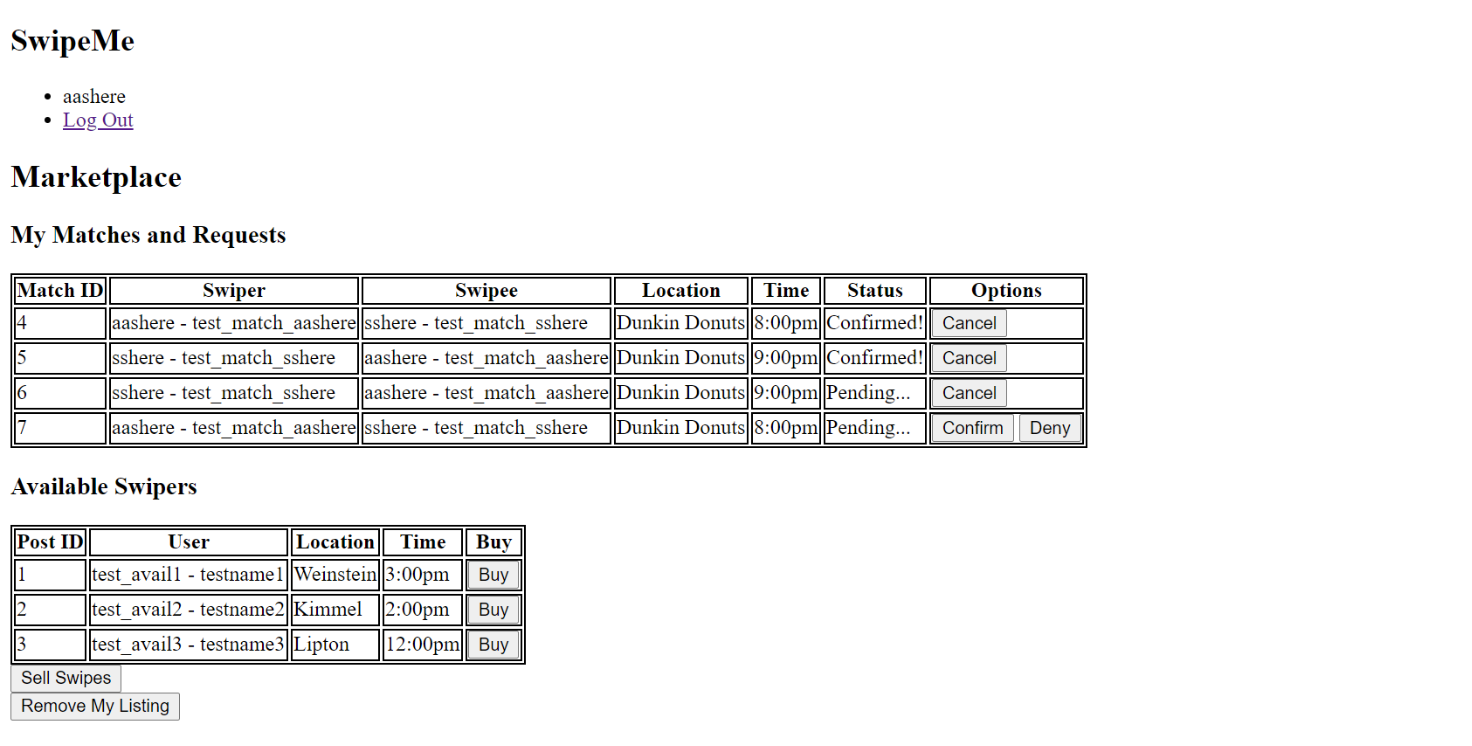 SwipeMe
aashere
Log Out
Marketplace
My Matches and Requests
Match ID Swiper Swipee Location Time Status Options
4 aashere - test_match_aashere sshere - test_match_sshere Dunkin Donuts 8:00pm Confirmed! Cancel
5 sshere - test_match_sshere aashere - test_match_aashere Dunkin Donuts 9:00pm Confirmed! Cancel
6 sshere - test_match_sshere aashere - test_match_aashere Dunkin Donuts 9:00pm Pending... Cancel
7 aashere - test_match_aashere sshere - test_match_sshere Dunkin Donuts 8:00pm Pending... Confirm Deny
Available Swipers
Post ID User Location Time Buy
1 test_avail1 - testname1 Weinstein 3:00pm Buy
2 test_avail2 - testname2 Kimmel 2:00pm Buy
3 test_avail3 - testname3 Lipton 12:00pm Buy
Sell Swipes
Remove My Listing